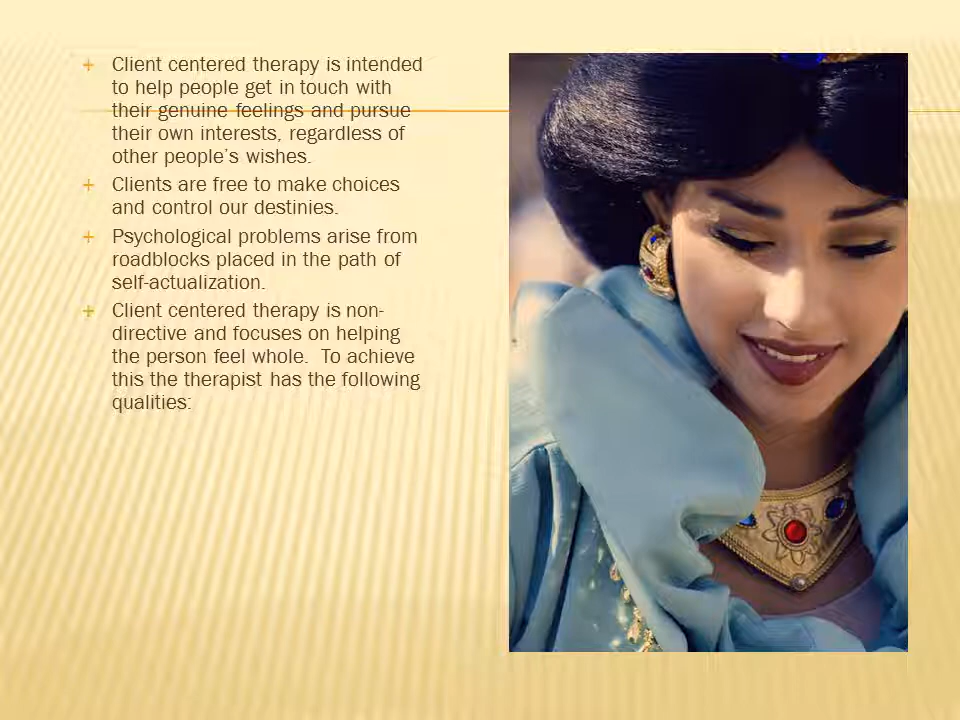 Client centered therapy is intended
to help people get in touch with
their genuine feelings and pursue
their own interests, regardless of
other people's wishes.
Clients are free to make choices
and control our destinies.
Psychological problems arise from
roadblocks placed in the path of
self-actualization.
Client centered therapy is non-
directive and focuses on helping
the person feel whole.  To achieve
this the therapist has the following
qualities: